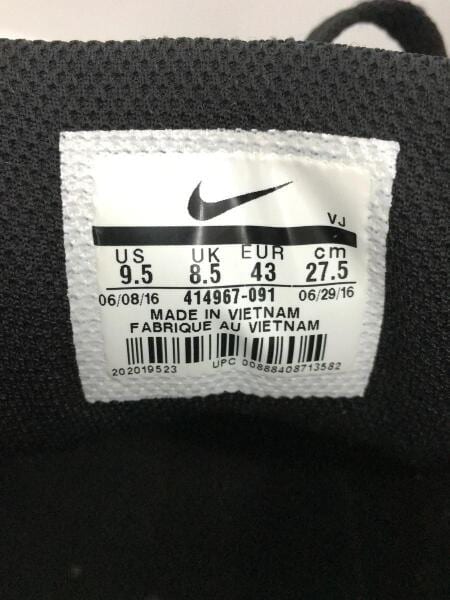 VJ
US UK EUR cm
9.5 8.5 43 27.5
06/08/16 414967-091 06/29/16
MADE IN VIETNAM
FABRIQUE AU VIETNAM
202019523 UPC 00888408713582